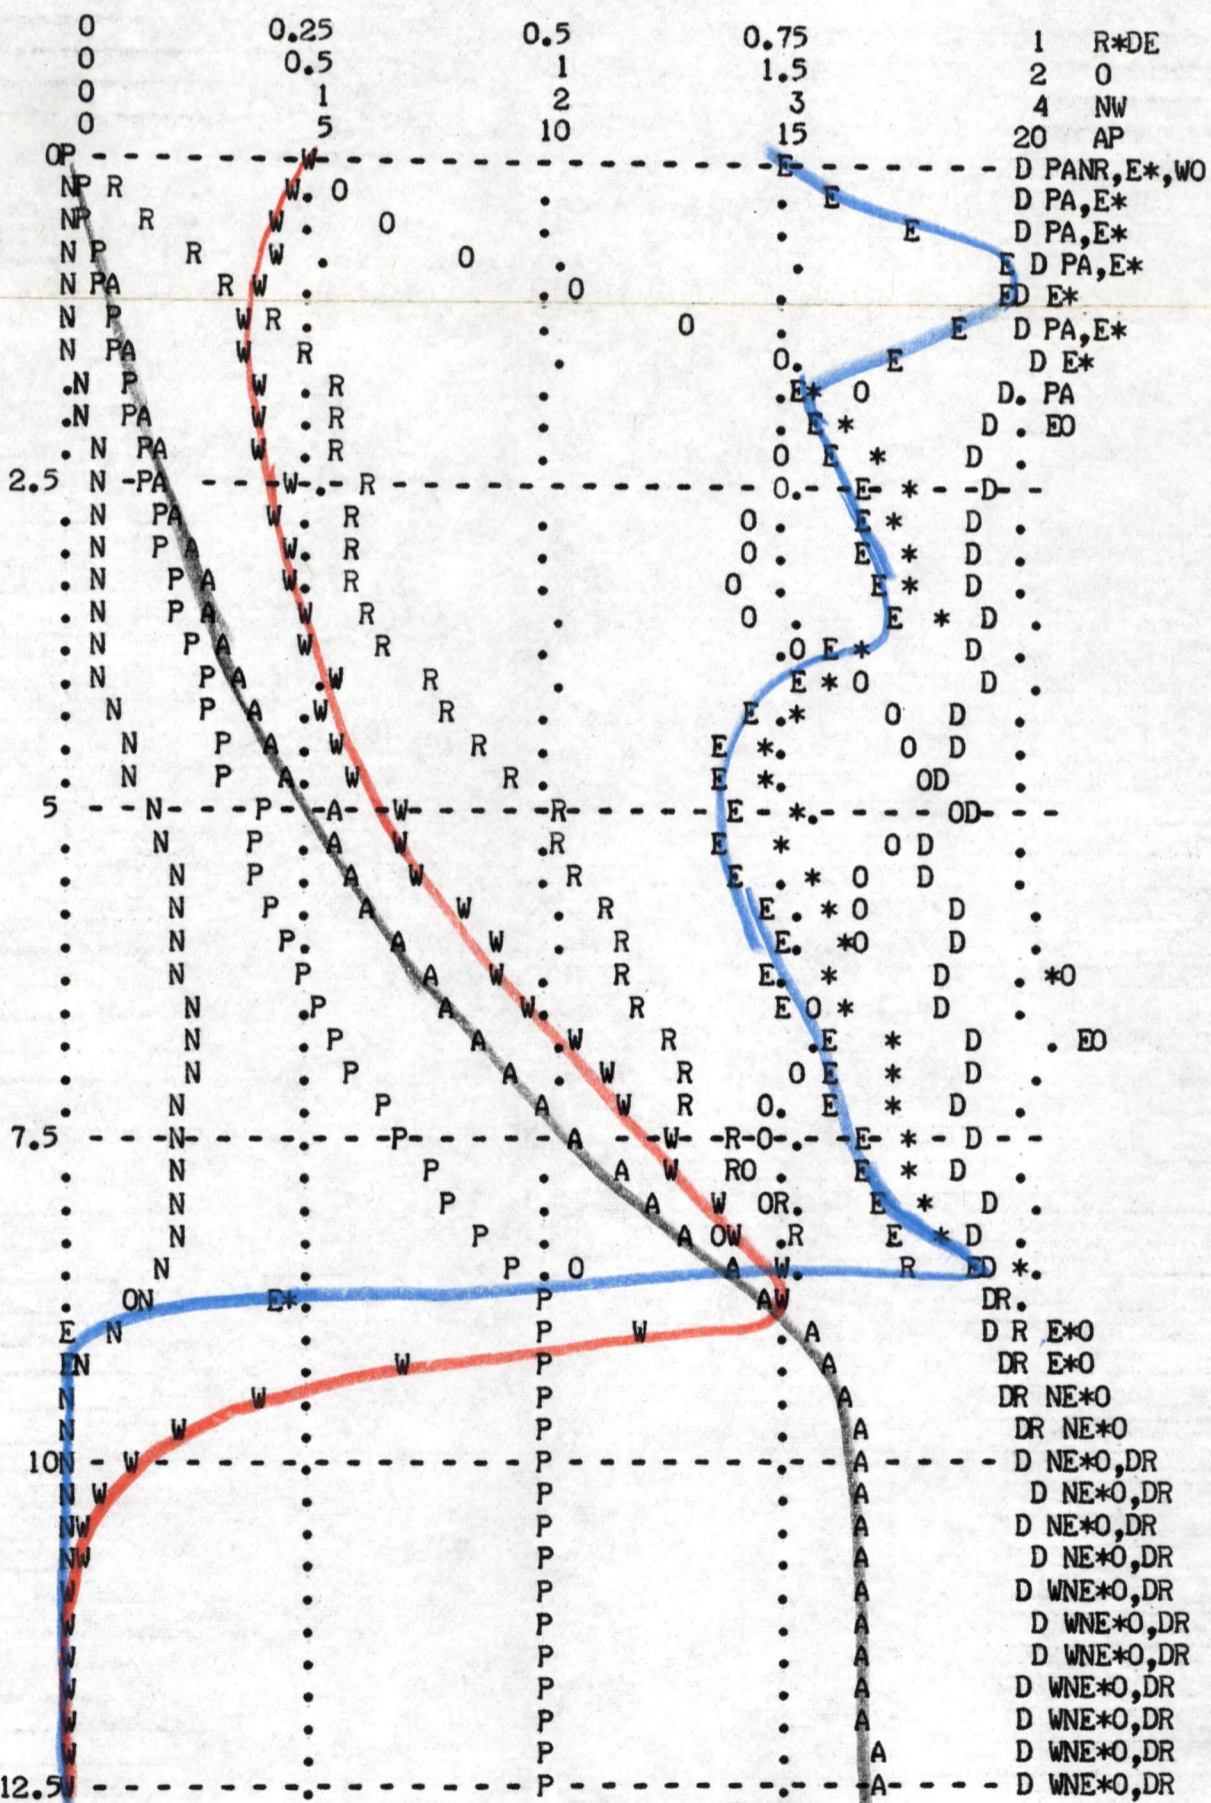 0 0.25 0.5 0.75 1 R*DE
0 0.5 1 1.5 2 O
0 1 2 3 4 NW
0 5 10 15 20 AP
0P - - - - - - - - - - - - - - W - - - - - - - - - - - - - - - - - - - - - - - - - - - - - E - - - - - - - - - - - - - D PANR,E*,WO
NP R W . O . . E D PA,E*
NP R W . O . . E D PA,E*
N P R W . O . E D PA,E*
N PA R W . O . E D PA,E*
N P R W . . O . ED E*
N P W R . O . E D PA,E*
N PA W R . O. E D E*
.N P W . R . E* O D. PA
.N PA W . R . E * D . EO
. N PA W . R . O E * D .
2.5 N -PA - - - - W-.- -R- - - - - - - - - - - - - - -O.- - -E- -*- - -D- -
. N PA W . R . O . E * D .
. N P A W. R . O . E * D .
. N P A W. R . O . E * D .
. N P A W R . O . E * D .
. N P A W R . .O E * D .
. N P A .W R . .E * O D .
. N P A .W R . E .* O D .
. N P A . W R . E *. O D .
. N P A . W R . E *. OD .
5 - - -N- - - - - -P- - - -A- - -W- - - - - - - - -R- - - - - - - - - -E- - -*.- - - - - - - -OD- - -
. N P . A W .R E * O D .
. N P . A W . R E . * O D .
. N P . A W . R E. * O D .
. N P. A W . R E. *O D .
. N P A W . R E. * D . *O
. N .P A W. R E O * D .
. N . P A .W R . E * D . EO
. N . P A . W R .O E * D .
. N . P A W R O. E * D .
7.5 - - - - -N- - - - - - - - - -P- - - - - - - - - -A- - - -W- - -R-O-.- - -E- -*- -D- -
. N . P . A W RO . E * D .
. N . P . A W OR. E * D .
. N . P . A OW .R E * D .
. N . P . O A W. R ED *
. ON E* . P AW DR.
E N . P W .A D R E*O
EN . W P . A DR E*O
N W . P . A DR NE*O
N W . P . A DR NE*O
10N - - - W - - - - - - - - - - - - - - - - - - - - - - - - P - - - - - - - - - - - - - - - - - - - A - - - - - - - - D NE*O,DR
N W . P . A D NE*O,DR
NW . P . A D NE*O,DR
NW . P . A D NE*O,DR
W . P . A D WNE*O,DR
W . P . A D WNE*O,DR
W . P . A D WNE*O,DR
W . P . A D WNE*O,DR
W . P . A D WNE*O,DR
W . P . A D WNE*O,DR
12.5W - - - - - - - - - - - - - - - - - - - - - - - - - - - - P - - - - - - - - - - - - - - - - - - - -A- - - - - - - D WNE*O,DR